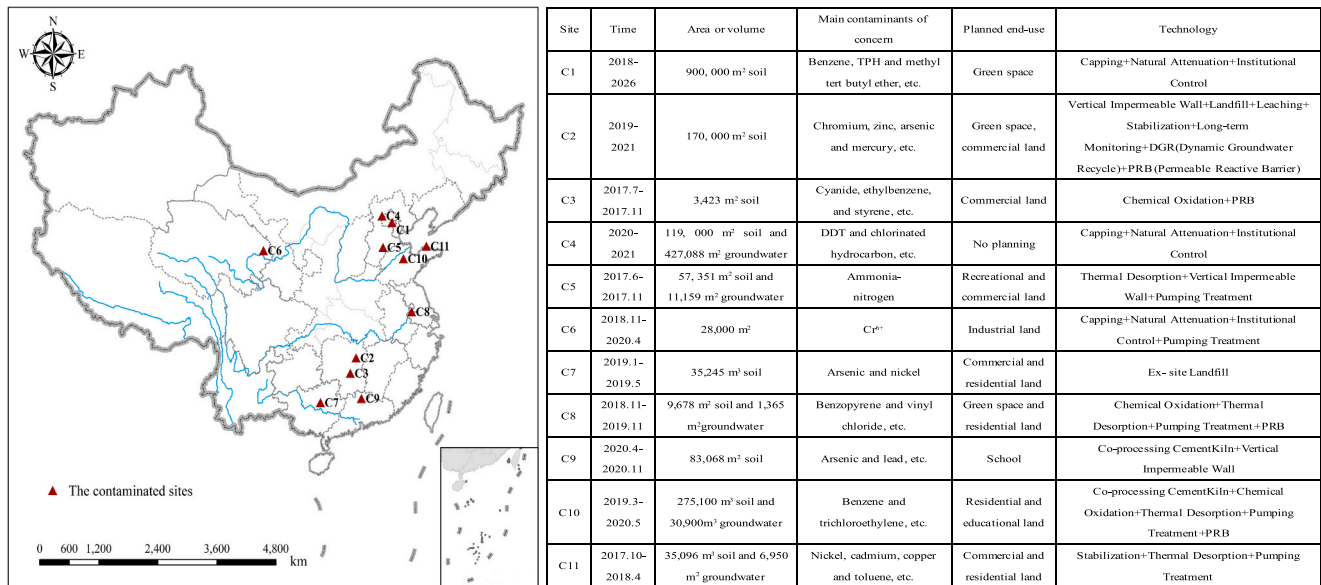 N
W
E
S
C4
C1
C6
C5
C11
C10
C8
C2
C3
C7
C9
The contaminated sites
0 600 1,200 2,400 3,600 4,800
km
Site Time Area or volume Main contaminants of concern Planned end-use Technology
C1
2018-
2026
900, 000 m² soil
Benzene, TPH and methyl
tert butyl ether, etc.
Green space
Capping+Natural Attenuation+Institutional
Control
C2
2019-
2021
170, 000 m² soil
Chromium, zinc, arsenic
and mercury, etc.
Green space,
commercial land
Vertical Impermeable Wall+Landfill+Leaching+
Stabilization+Long-term
Monitoring+DGR(Dynamic Groundwater
Recycle)+PRB(Permeable Reactive Barrier)
C3
2017.7-
2017.11
3,423 m² soil
Cyanide, ethylbenzene,
and styrene, etc.
Commercial land
Chemical Oxidation+PRB
C4
2020-
2021
119, 000 m² soil and
427,088 m² groundwater
DDT and chlorinated
hydrocarbon, etc.
No planning
Capping+Natural Attenuation+Institutional
Control
C5
2017.6-
2017.11
57, 351 m² soil and
11,159 m² groundwater
Ammonia-
nitrogen
Recreational and
commercial land
Thermal Desorption+Vertical Impermeable
Wall+Pumping Treatment
C6
2018.11-
2020.4
28,000 m²
Cr⁶⁺
Industrial land
Capping+Natural Attenuation+Institutional
Control+Pumping Treatment
C7
2019.1-
2019.5
35,245 m³ soil
Arsenic and nickel
Commercial and
residential land
Ex- site Landfill
C8
2018.11-
2019.11
9,678 m² soil and 1,365
m²groundwater
Benzopyrene and vinyl
chloride, etc.
Green space and
residential land
Chemical Oxidation+Thermal
Desorption+Pumping Treatment+PRB
C9
2020.4-
2020.11
83,068 m² soil
Arsenic and lead, etc.
School
Co-processing CementKiln+Vertical
Impermeable Wall
C10
2019.3-
2020.5
275,100 m³ soil and
30,900m³ groundwater
Benzene and
trichloroethylene, etc.
Residential and
educational land
Co-processing CementKiln+Chemical
Oxidation+Thermal Desorption+Pumping
Treatment+PRB
C11
2017.10-
2018.4
35,096 m³ soil and 6,950
m² groundwater
Nickel, cadmium, copper
and toluene, etc.
Commercial and
residential land
Stabilization+Thermal Desorption+Pumping
Treatment